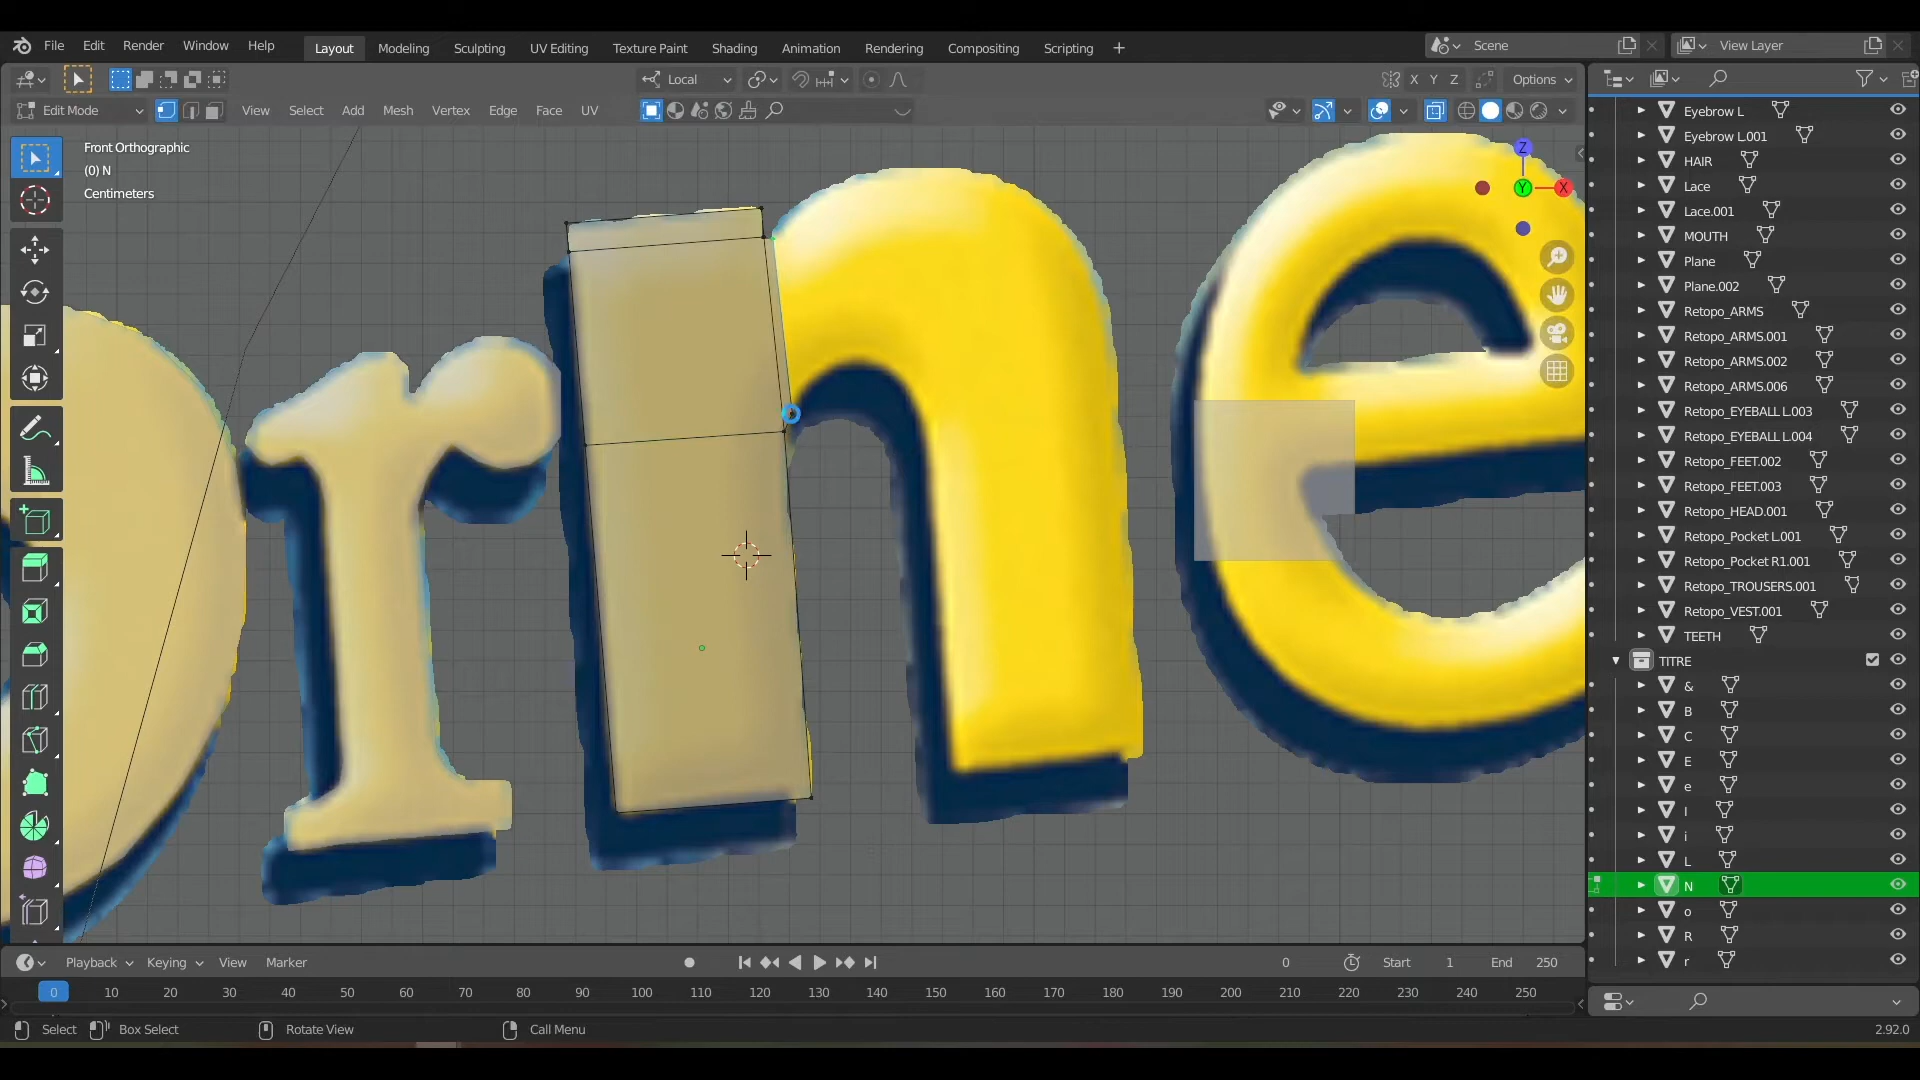 File Edit Render Window Help Layout Modeling Sculpting UV Editing Texture Paint Shading Animation Rendering Compositing Scripting + Scene View Layer
Local X Y Z Options
Edit Mode View Select Add Mesh Vertex Edge Face UV
Front Orthographic
(0) N
Centimeters
Z
Y
X
r n e
Eyebrow L
Eyebrow L.001
HAIR
Lace
Lace.001
MOUTH
Plane
Plane.002
Retopo_ARMS
Retopo_ARMS.001
Retopo_ARMS.002
Retopo_ARMS.006
Retopo_EYEBALL L.003
Retopo_EYEBALL L.004
Retopo_FEET.002
Retopo_FEET.003
Retopo_HEAD.001
Retopo_Pocket L.001
Retopo_Pocket R1.001
Retopo_TROUSERS.001
Retopo_VEST.001
TEETH
TITRE
&
B
C
E
e
I
i
L
N
o
R
r
Playback Keying View Marker 0 Start 1 End 250
0 10 20 30 40 50 60 70 80 90 100 110 120 130 140 150 160 170 180 190 200 210 220 230 240 250
Select Box Select Rotate View Call Menu 2.92.0